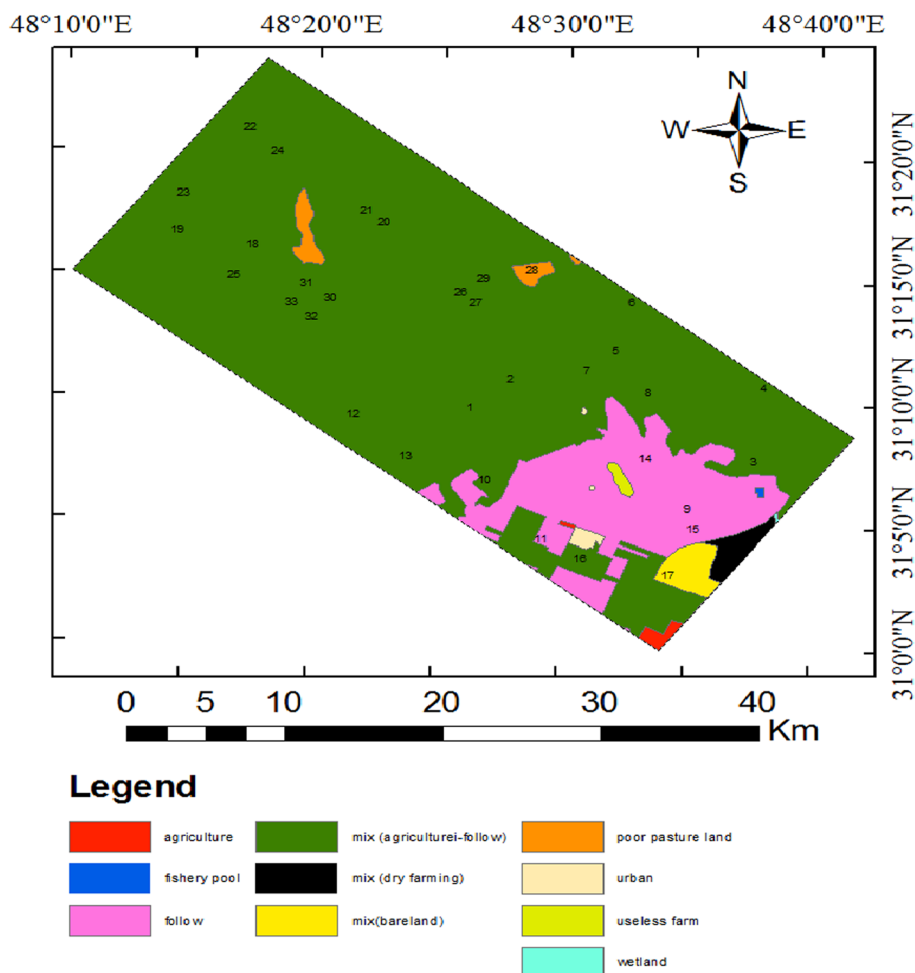 48°10'0"E 48°20'0"E 48°30'0"E 48°40'0"E
N
W E
S
31°20'0"N
31°15'0"N
31°10'0"N
31°5'0"N
31°0'0"N
22
24
23
21
20
19
18
25
31
30
33
32
29
28
26
27
6
5
7
2
8
4
1
12
13
14
3
10
9
15
11
16
17
0 5 10 20 30 40 Km
Legend
agriculture mix (agriculturei-follow) poor pasture land
fishery pool mix (dry farming) urban
follow mix(bareland) useless farm
wetland